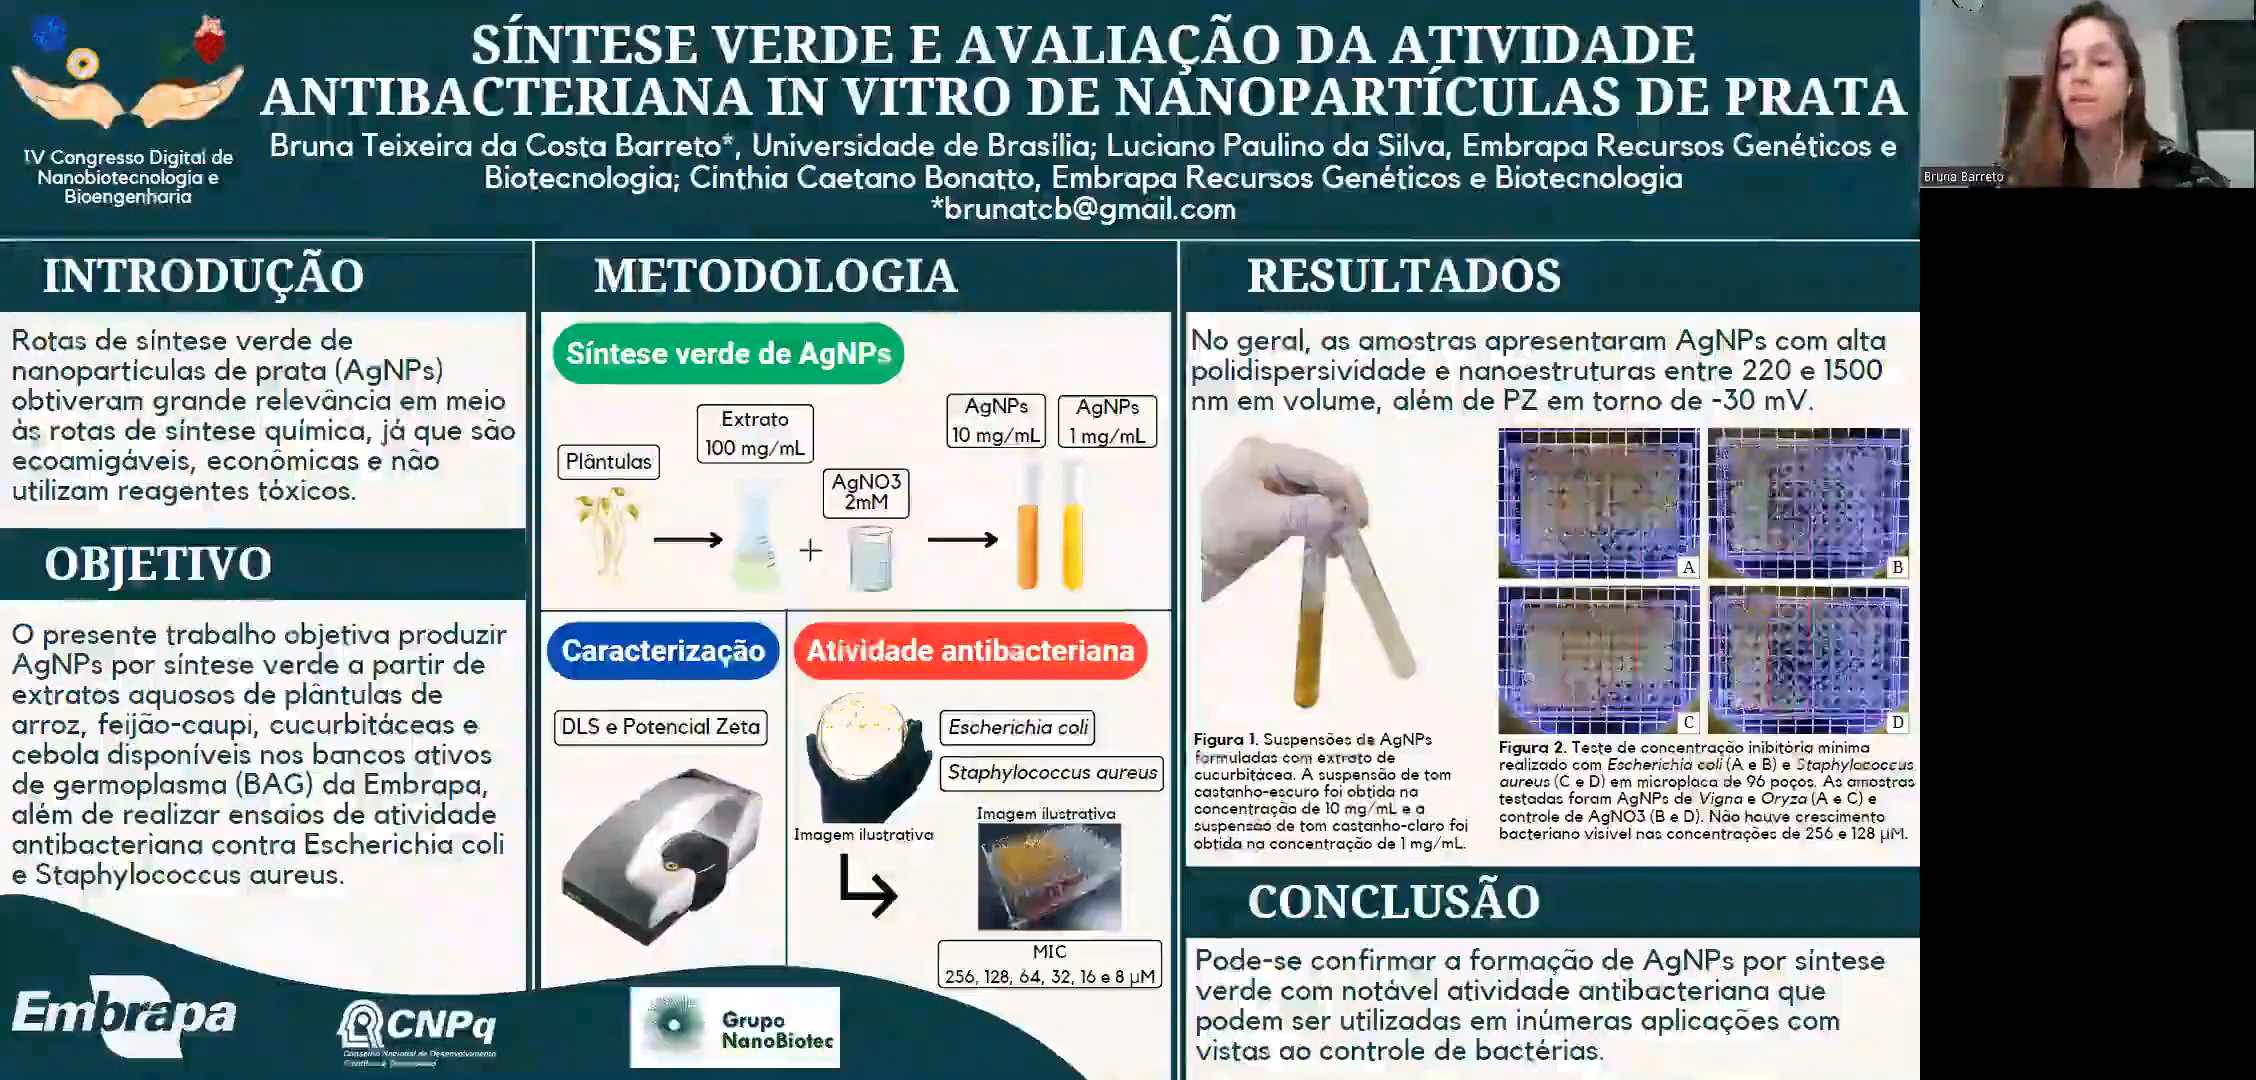 SÍNTESE VERDE E AVALIAÇÃO DA ATIVIDADE
ANTIBACTERIANA IN VITRO DE NANOPARTÍCULAS DE PRATA
Bruna Teixeira da Costa Barreto*, Universidade de Brasília; Luciano Paulino da Silva, Embrapa Recursos Genéticos e
Biotecnologia; Cínthia Caetano Bonatto, Embrapa Recursos Genéticos e Biotecnologia
*brunatcb@gmail.com
IV Congresso Digital de
Nanobiotecnologia e
Bioengenharia
Bruna Barreto
INTRODUÇÃO
Rotas de síntese verde de
nanopartículas de prata (AgNPs)
obtiveram grande relevância em meio
às rotas de síntese química, já que são
ecoamigáveis, econômicas e não
utilizam reagentes tóxicos.
OBJETIVO
O presente trabalho objetiva produzir
AgNPs por síntese verde a partir de
extratos aquosos de plântulas de
arroz, feijão-caupi, cucurbitáceas e
cebola disponíveis nos bancos ativos
de germoplasma (BAG) da Embrapa,
além de realizar ensaios de atividade
antibacteriana contra Escherichia coli
e Staphylococcus aureus.
Embrapa
CNPq
Conselho Nacional de Desenvolvimento
Grupo
NanoBiotec
METODOLOGIA
Síntese verde de AgNPs
Plântulas
Extrato
100 mg/mL
+
AgNO3
2mM
AgNPs
10 mg/mL
AgNPs
1 mg/mL
Caracterização
DLS e Potencial Zeta
Atividade antibacteriana
Escherichia coli
Staphylococcus aureus
Imagem ilustrativa
Imagem ilustrativa
MIC
256, 128, 64, 32, 16 e 8 µM
RESULTADOS
No geral, as amostras apresentaram AgNPs com alta
polidispersividade e nanoestruturas entre 220 e 1500
nm em volume, além de PZ em torno de -30 mV.
A
B
C
D
Figura 1. Suspensões de AgNPs
formuladas com extrato de
cucurbitácea. A suspensão de tom
castanho-escuro foi obtida na
concentração de 10 mg/mL e a
suspensão de tom castanho-claro foi
obtida na concentração de 1 mg/mL.
Figura 2. Teste de concentração inibitória mínima
realizado com Escherichia coli (A e B) e Staphylococcus
aureus (C e D) em microplaca de 96 poços. As amostras
testadas foram AgNPs de Vigna e Oryza (A e C) e
controle de AgNO3 (B e D). Não houve crescimento
bacteriano visível nas concentrações de 256 e 128 µM.
CONCLUSÃO
Pode-se confirmar a formação de AgNPs por síntese
verde com notável atividade antibacteriana que
podem ser utilizadas em inúmeras aplicações com
vistas ao controle de bactérias.